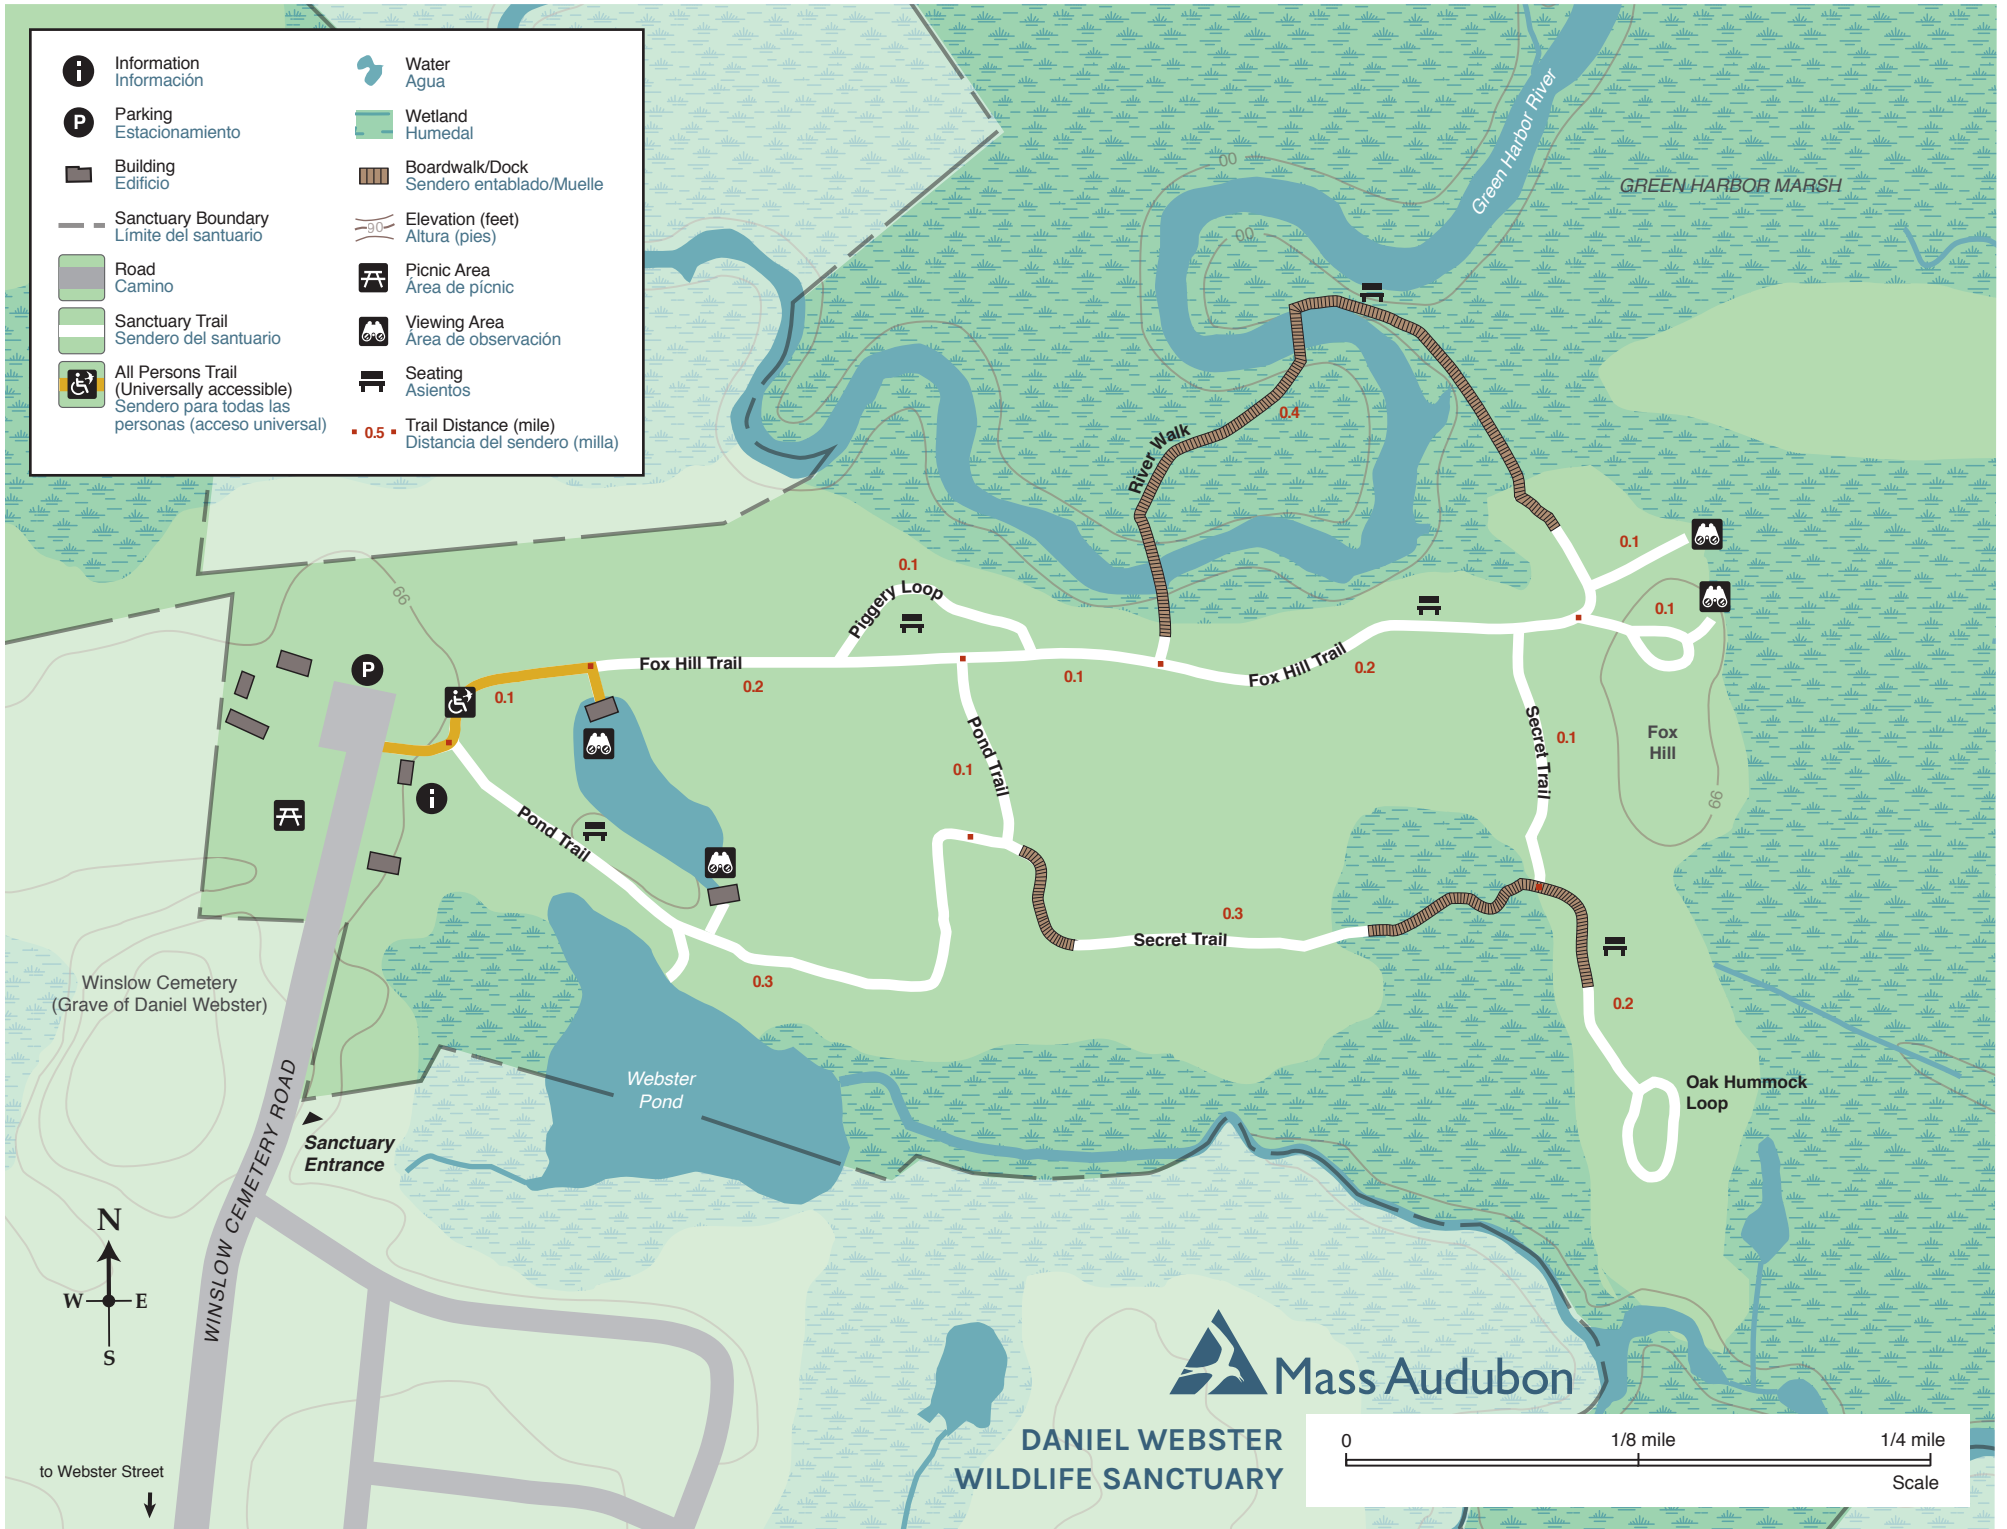 Information
Información
Parking
Estacionamiento
Building
Edificio
Sanctuary Boundary
Límite del santuario
Road
Camino
Sanctuary Trail
Sendero del santuario
All Persons Trail
(Universally accessible)
Sendero para todas las
personas (acceso universal)
Water
Agua
Wetland
Humedal
Boardwalk/Dock
Sendero entablado/Muelle
90
Elevation (feet)
Altura (pies)
Picnic Area
Área de pícnic
Viewing Area
Área de observación
Seating
Asientos
0.5
Trail Distance (mile)
Distancia del sendero (milla)
P
i
Green Harbor River
GREEN HARBOR MARSH
00
00
0.4
River Walk
0.1
0.1
0.1
Piggery Loop
66
P
Fox Hill Trail
0.2
0.1
0.1
Fox Hill Trail
0.2
Pond Trail
0.1
Secret Trail
0.1
Fox
Hill
66
i
Pond Trail
0.3
Secret Trail
0.3
0.2
Winslow Cemetery
(Grave of Daniel Webster)
Webster
Pond
Oak Hummock
Loop
WINSLOW CEMETERY ROAD
Sanctuary
Entrance
N
W E
S
to Webster Street
Mass Audubon
DANIEL WEBSTER
WILDLIFE SANCTUARY
0 1/8 mile 1/4 mile
Scale